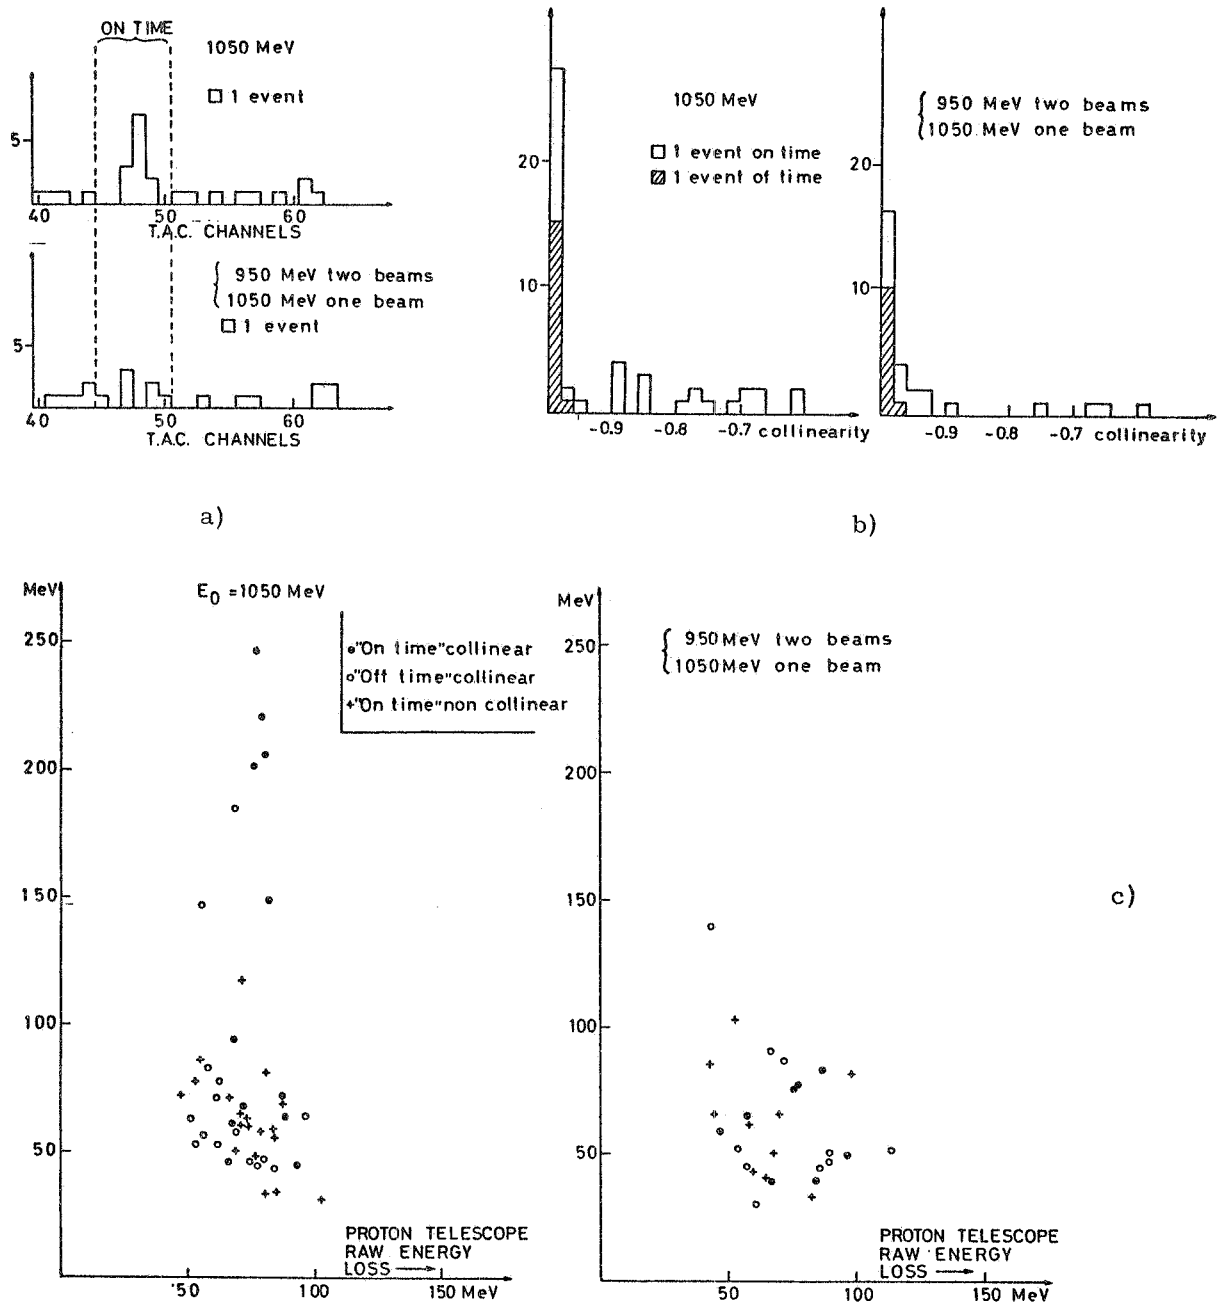 ON TIME
1050 MeV
1 event
5
40 50 60
T.A.C. CHANNELS
950 MeV two beams
1050 MeV one beam
1 event
5
40 50 60
T.A.C. CHANNELS
a)
1050 MeV
1 event on time
1 event of time
20
10
-0.9 -0.8 -0.7 collinearity
950 MeV two beams
1050 MeV one beam
20
10
-0.9 -0.8 -0.7 collinearity
b)
MeV
E0 = 1050 MeV
"On time" collinear
"Off time" collinear
"On time" non collinear
250
200
150
100
50
PROTON TELESCOPE
RAW ENERGY
LOSS
50 100 MeV 150
MeV
950 MeV two beams
1050 MeV one beam
250
200
150
100
50
PROTON TELESCOPE
RAW ENERGY
LOSS
50 100 MeV 150
c)